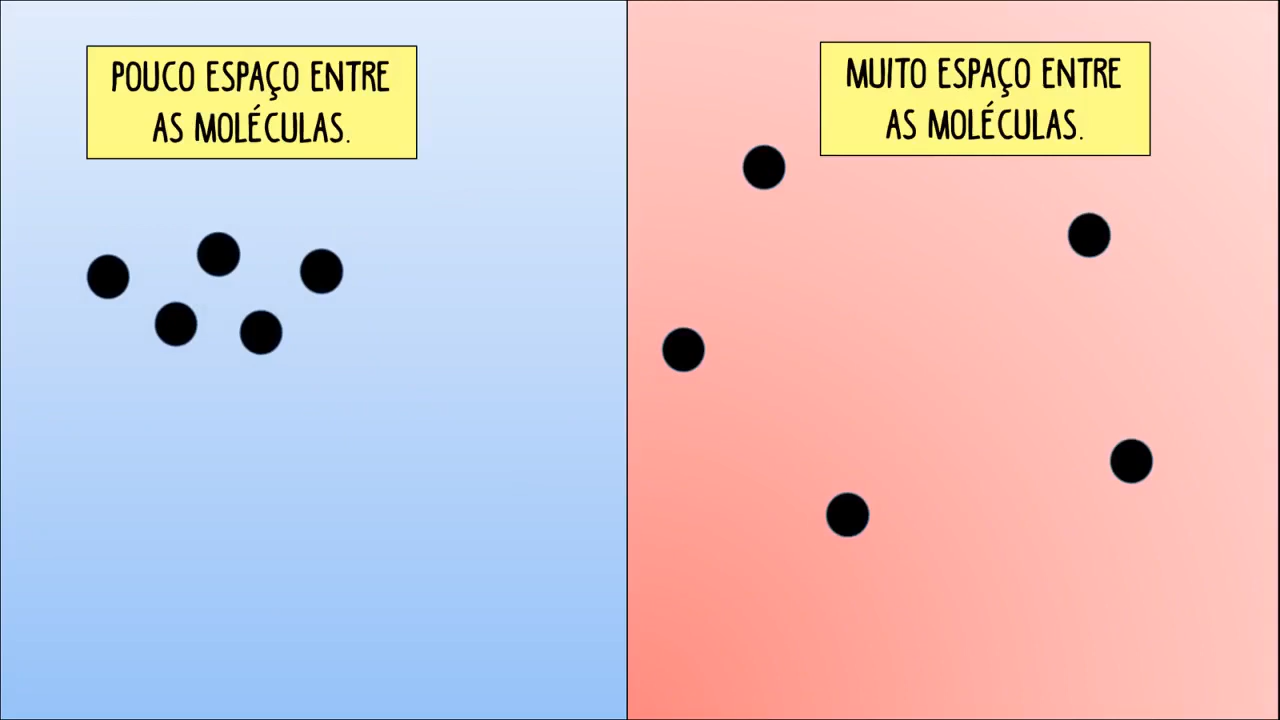 POUCO ESPAÇO ENTRE
AS MOLÉCULAS.
MUITO ESPAÇO ENTRE
AS MOLÉCULAS.